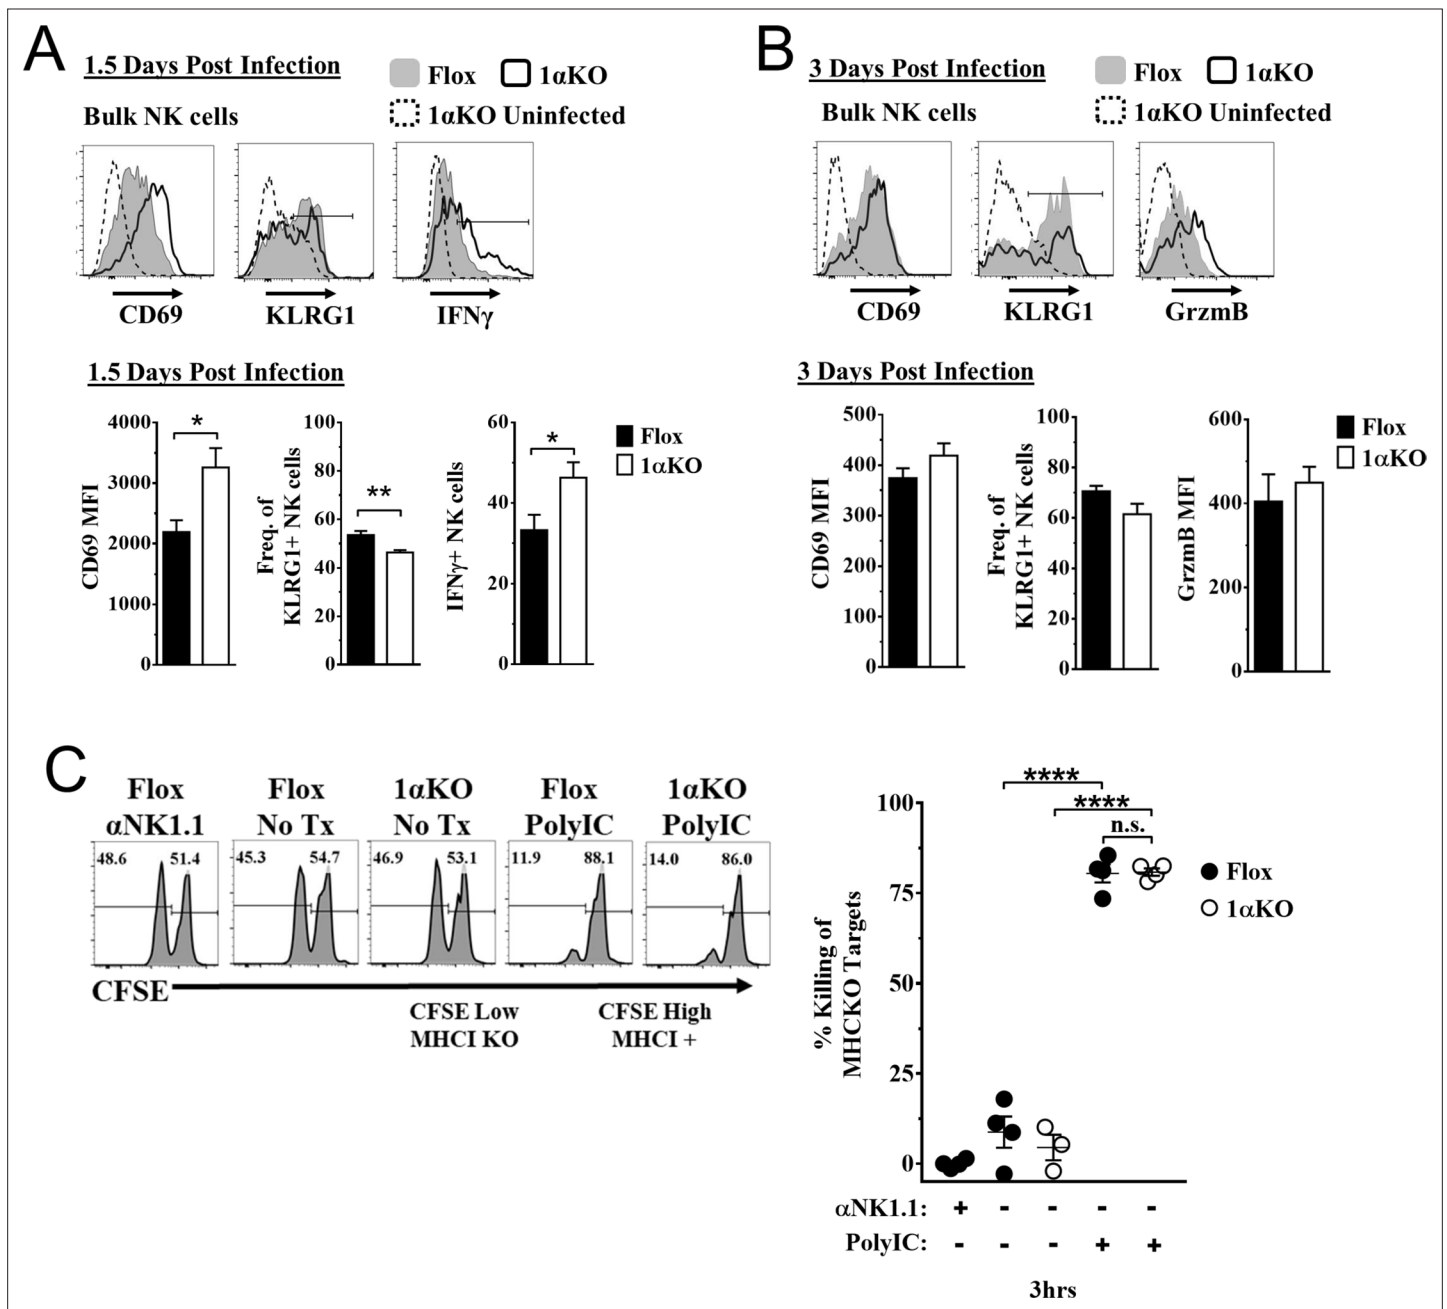 A
1.5 Days Post Infection
Flox 1αKO
1αKO Uninfected
Bulk NK cells
CD69
KLRG1
IFNγ
1.5 Days Post Infection
CD69 MFI
4000
3000
2000
1000
0
*
Freq. of
KLRG1+ NK cells
100
80
60
40
20
0
**
IFNγ+ NK cells
60
40
20
0
*
Flox
1αKO
B
3 Days Post Infection
Flox 1αKO
1αKO Uninfected
Bulk NK cells
CD69
KLRG1
GrzmB
3 Days Post Infection
CD69 MFI
500
400
300
200
100
0
Freq. of
KLRG1+ NK cells
100
80
60
40
20
0
GrzmB MFI
600
400
200
0
Flox
1αKO
C
Flox
αNK1.1
48.6 51.4
Flox
No Tx
45.3 54.7
1αKO
No Tx
46.9 53.1
Flox
PolyIC
11.9 88.1
1αKO
PolyIC
14.0 86.0
CFSE
CFSE Low
MHCI KO
CFSE High
MHCI +
% Killing of
MHCKO Targets
100
75
50
25
0
****
****
n.s.
Flox
1αKO
αNK1.1: + - - - -
PolyIC: - - - + +
3hrs